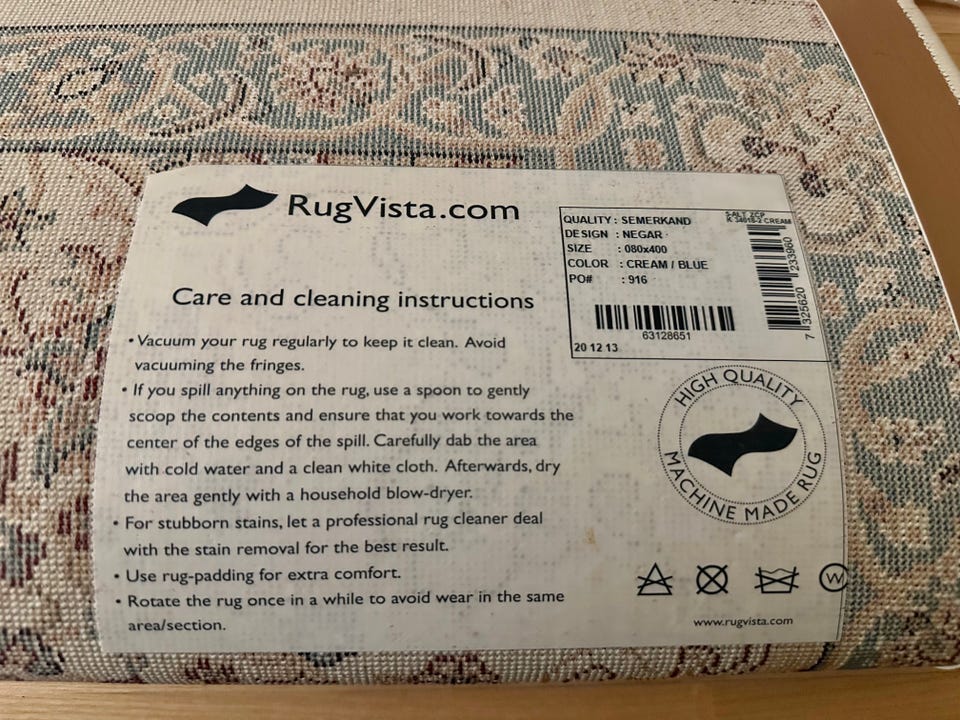 RugVista.com
Care and cleaning instructions
• Vacuum your rug regularly to keep it clean. Avoid
vacuuming the fringes.
• If you spill anything on the rug, use a spoon to gently
scoop the contents and ensure that you work towards the
center of the edges of the spill. Carefully dab the area
with cold water and a clean white cloth. Afterwards, dry
the area gently with a household blow-dryer.
• For stubborn stains, let a professional rug cleaner deal
with the stain removal for the best result.
• Use rug-padding for extra comfort.
• Rotate the rug once in a while to avoid wear in the same
area/section.
QUALITY : SEMERKAND
DESIGN : NEGAR
SIZE : 080x400
COLOR : CREAM / BLUE
PO# : 916
63128651
20 12 13
CREAM
7 325620 233960
HIGH QUALITY
MACHINE MADE RUG
W
www.rugvista.com